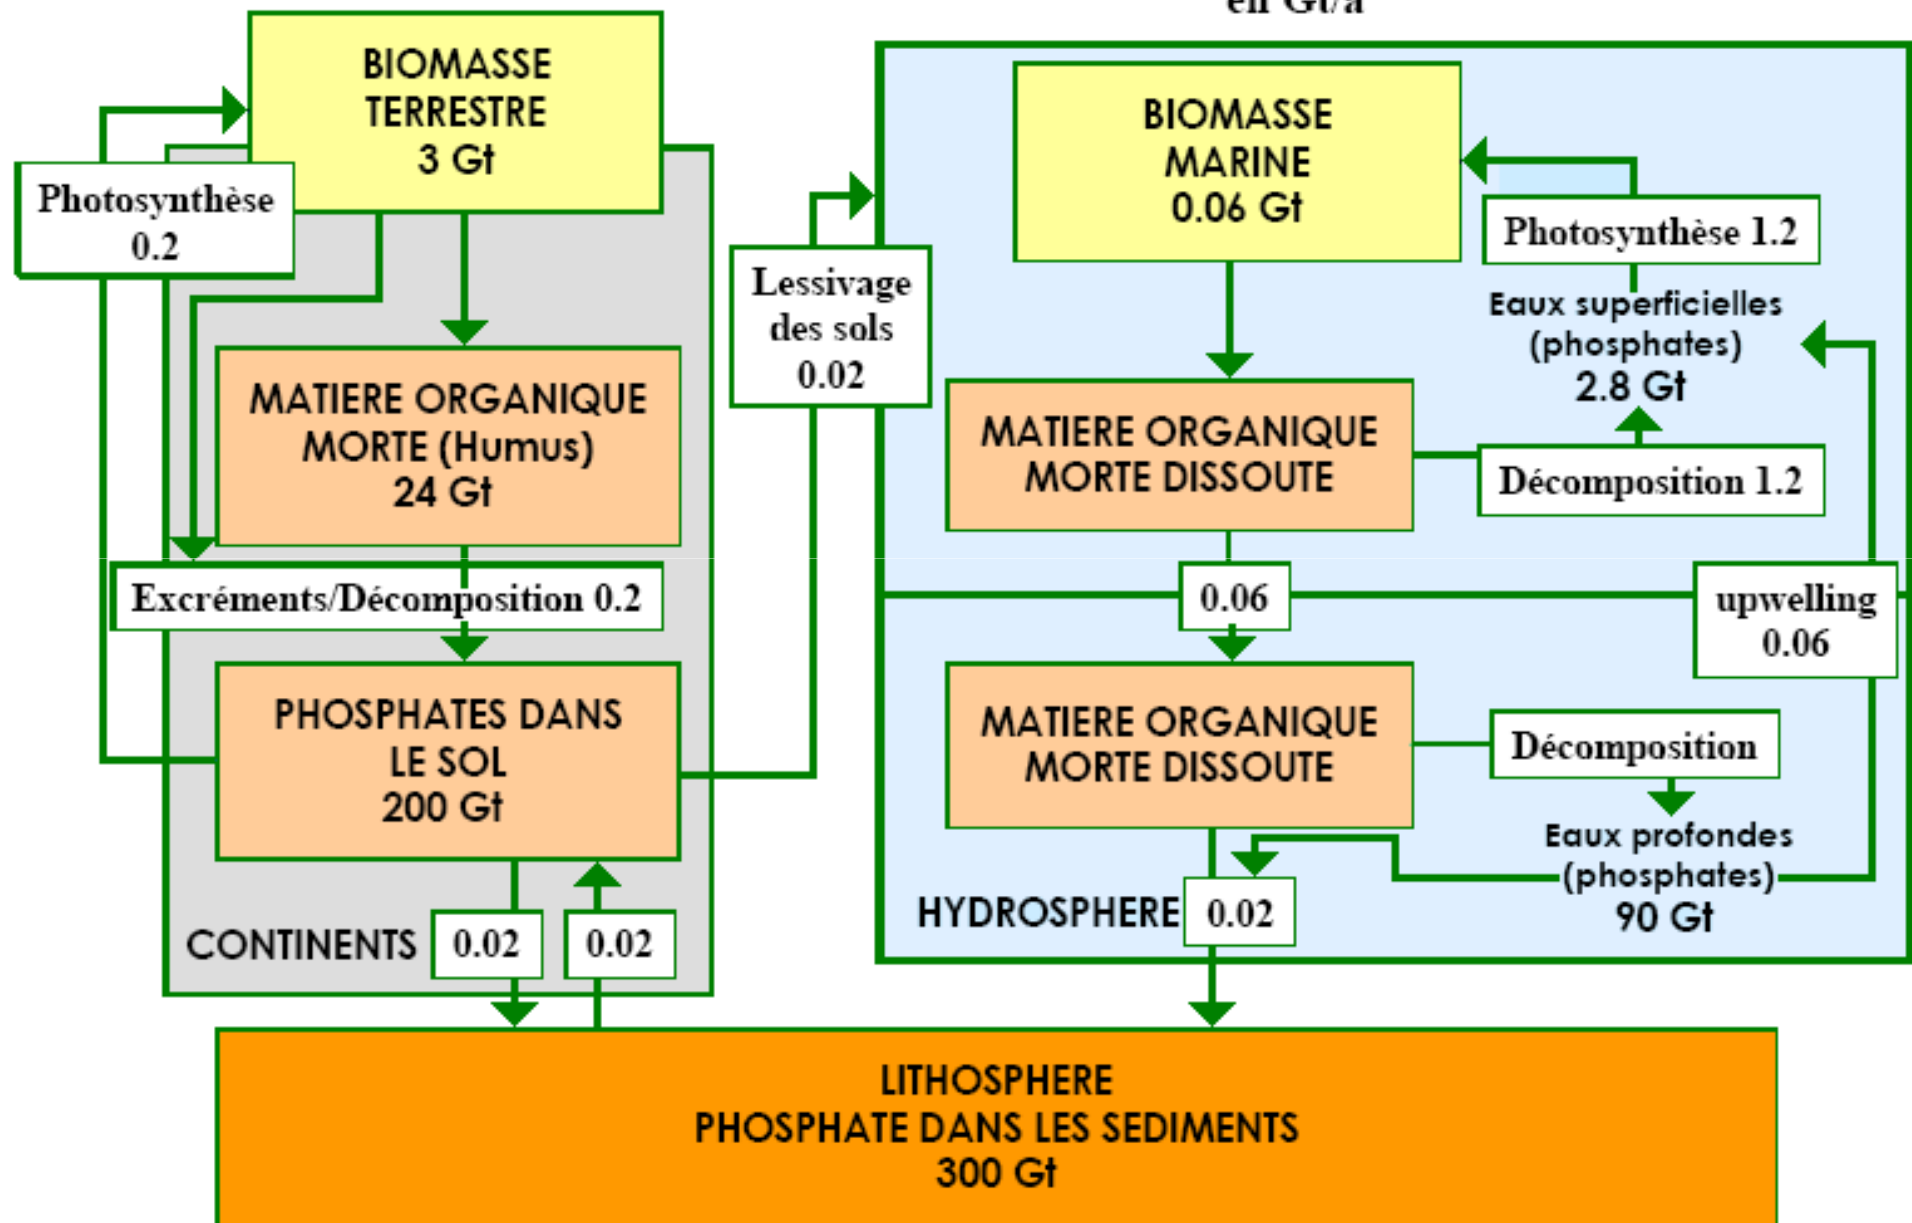 en Gt/a
BIOMASSE
TERRESTRE
3 Gt
Photosynthèse
0.2
MATIERE ORGANIQUE
MORTE (Humus)
24 Gt
Excréments/Décomposition 0.2
PHOSPHATES DANS
LE SOL
200 Gt
CONTINENTS
0.02
0.02
Lessivage
des sols
0.02
BIOMASSE
MARINE
0.06 Gt
Photosynthèse 1.2
Eaux superficielles
(phosphates)
2.8 Gt
MATIERE ORGANIQUE
MORTE DISSOUTE
Décomposition 1.2
0.06
upwelling
0.06
MATIERE ORGANIQUE
MORTE DISSOUTE
Décomposition
Eaux profondes
(phosphates)
90 Gt
HYDROSPHERE
0.02
LITHOSPHERE
PHOSPHATE DANS LES SEDIMENTS
300 Gt